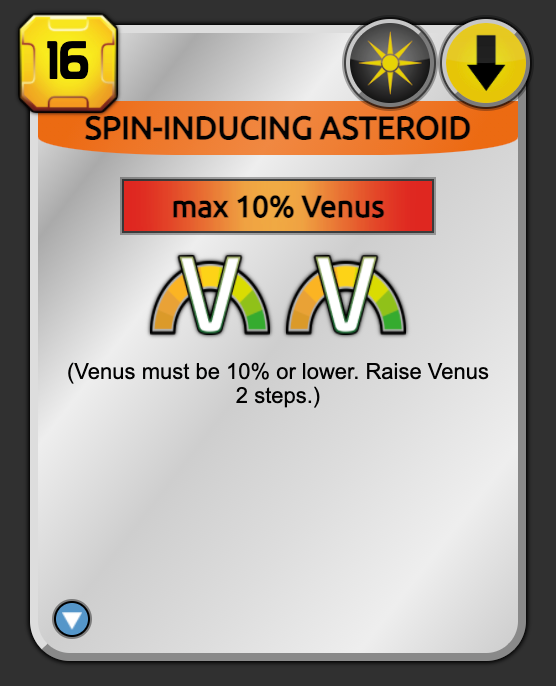 16
SPIN-INDUCING ASTEROID
max 10% Venus
V V
(Venus must be 10% or lower. Raise Venus
2 steps.)